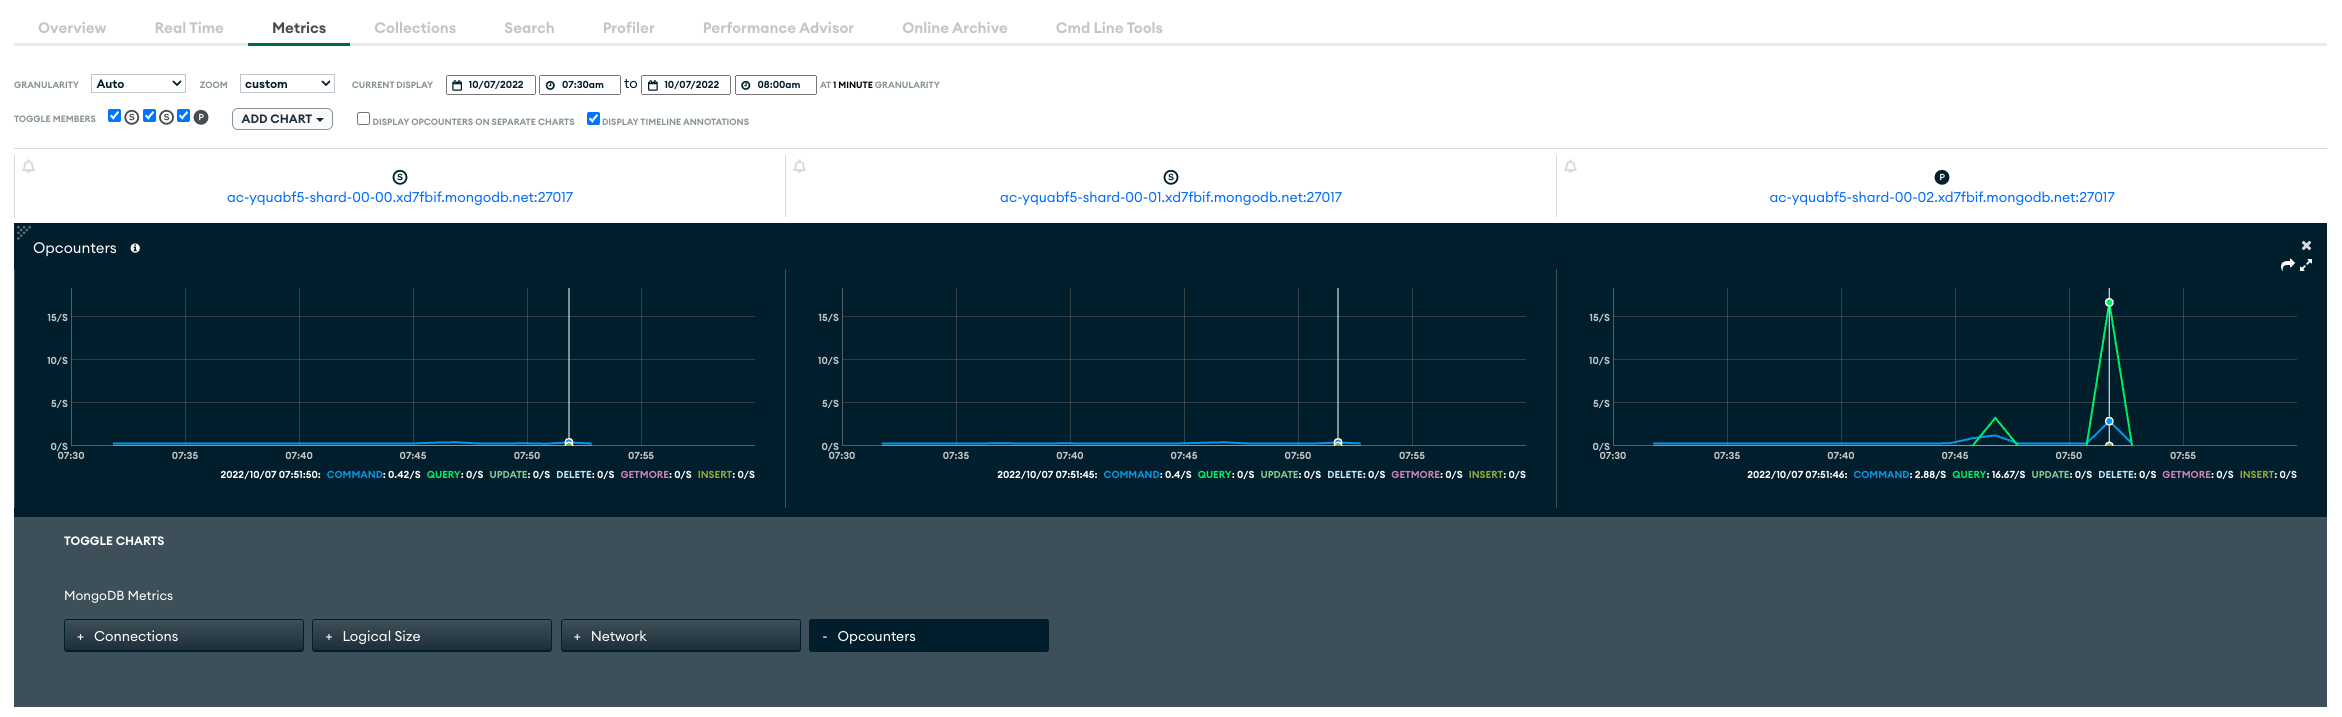 Overview Real Time Metrics Collections Search Profiler Performance Advisor Online Archive Cmd Line Tools
GRANULARITY Auto ZOOM custom CURRENT DISPLAY 10/07/2022 07:30am to 10/07/2022 08:00am AT 1 MINUTE GRANULARITY
TOGGLE MEMBERS S S P ADD CHART DISPLAY OPCOUNTERS ON SEPARATE CHARTS DISPLAY TIMELINE ANNOTATIONS
S S P
ac-yquabf5-shard-00-00.xd7fbif.mongodb.net:27017 ac-yquabf5-shard-00-01.xd7fbif.mongodb.net:27017 ac-yquabf5-shard-00-02.xd7fbif.mongodb.net:27017
Opcounters
15/S 15/S 15/S
10/S 10/S 10/S
5/S 5/S 5/S
0/S 0/S 0/S
07:30 07:35 07:40 07:45 07:50 07:55 07:30 07:35 07:40 07:45 07:50 07:55 07:30 07:35 07:40 07:45 07:50 07:55
2022/10/07 07:51:50: COMMAND: 0.42/S QUERY: 0/S UPDATE: 0/S DELETE: 0/S GETMORE: 0/S INSERT: 0/S 2022/10/07 07:51:45: COMMAND: 0.4/S QUERY: 0/S UPDATE: 0/S DELETE: 0/S GETMORE: 0/S INSERT: 0/S 2022/10/07 07:51:46: COMMAND: 2.88/S QUERY: 16.67/S UPDATE: 0/S DELETE: 0/S GETMORE: 0/S INSERT: 0/S
TOGGLE CHARTS
MongoDB Metrics
+ Connections + Logical Size + Network - Opcounters